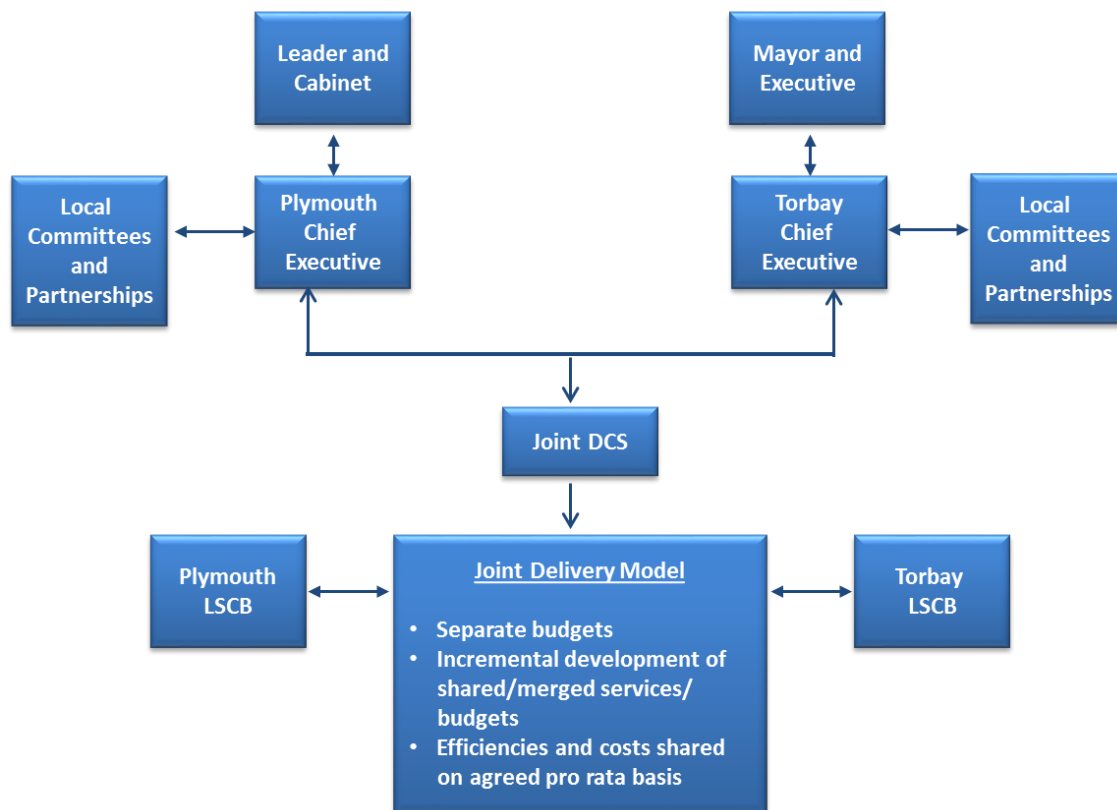 Leader and
Cabinet
Mayor and
Executive
Local
Committees
and
Partnerships
Plymouth
Chief
Executive
Torbay
Chief
Executive
Local
Committees
and
Partnerships
Joint DCS
Plymouth
LSCB
Joint Delivery Model
• Separate budgets
• Incremental development of
shared/merged services/
budgets
• Efficiencies and costs shared
on agreed pro rata basis
Torbay
LSCB